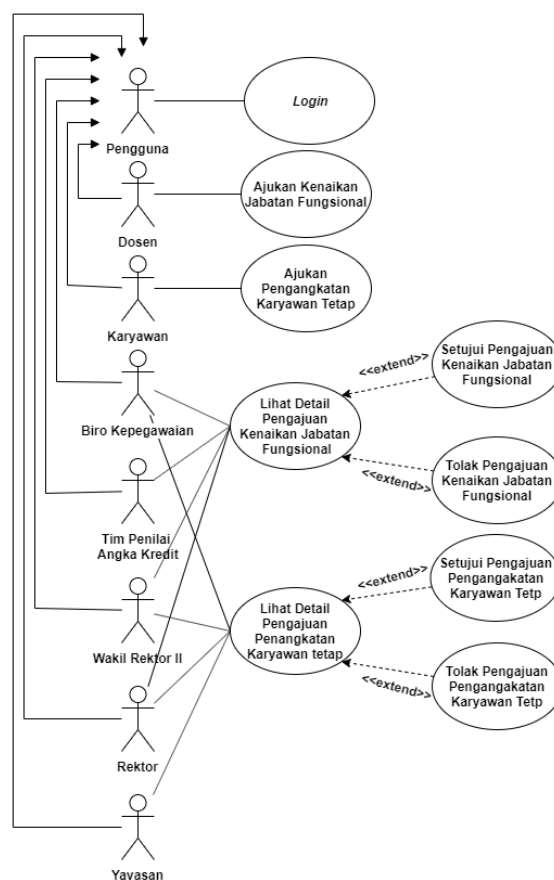 Login
Pengguna
Ajukan Kenaikan
Jabatan Fungsional
Dosen
Ajukan
Pengangkatan
Karyawan Tetap
Karyawan
Setujui Pengajuan
Kenaikan Jabatan
Fungsional
<<extend>>
Lihat Detail
Pengajuan
Kenaikan Jabatan
Fungsional
Biro Kepegawaian
Tolak Pengajuan
Kenaikan Jabatan
Fungsional
<<extend>>
Tim Penilai
Angka Kredit
Setujui Pengajuan
Pengangakatan
Karyawan Tetp
<<extend>>
Lihat Detail
Pengajuan
Penangkatan
Karyawan tetap
Wakil Rektor II
Tolak Pengajuan
Pengangakatan
Karyawan Tetp
<<extend>>
Rektor
Yayasan